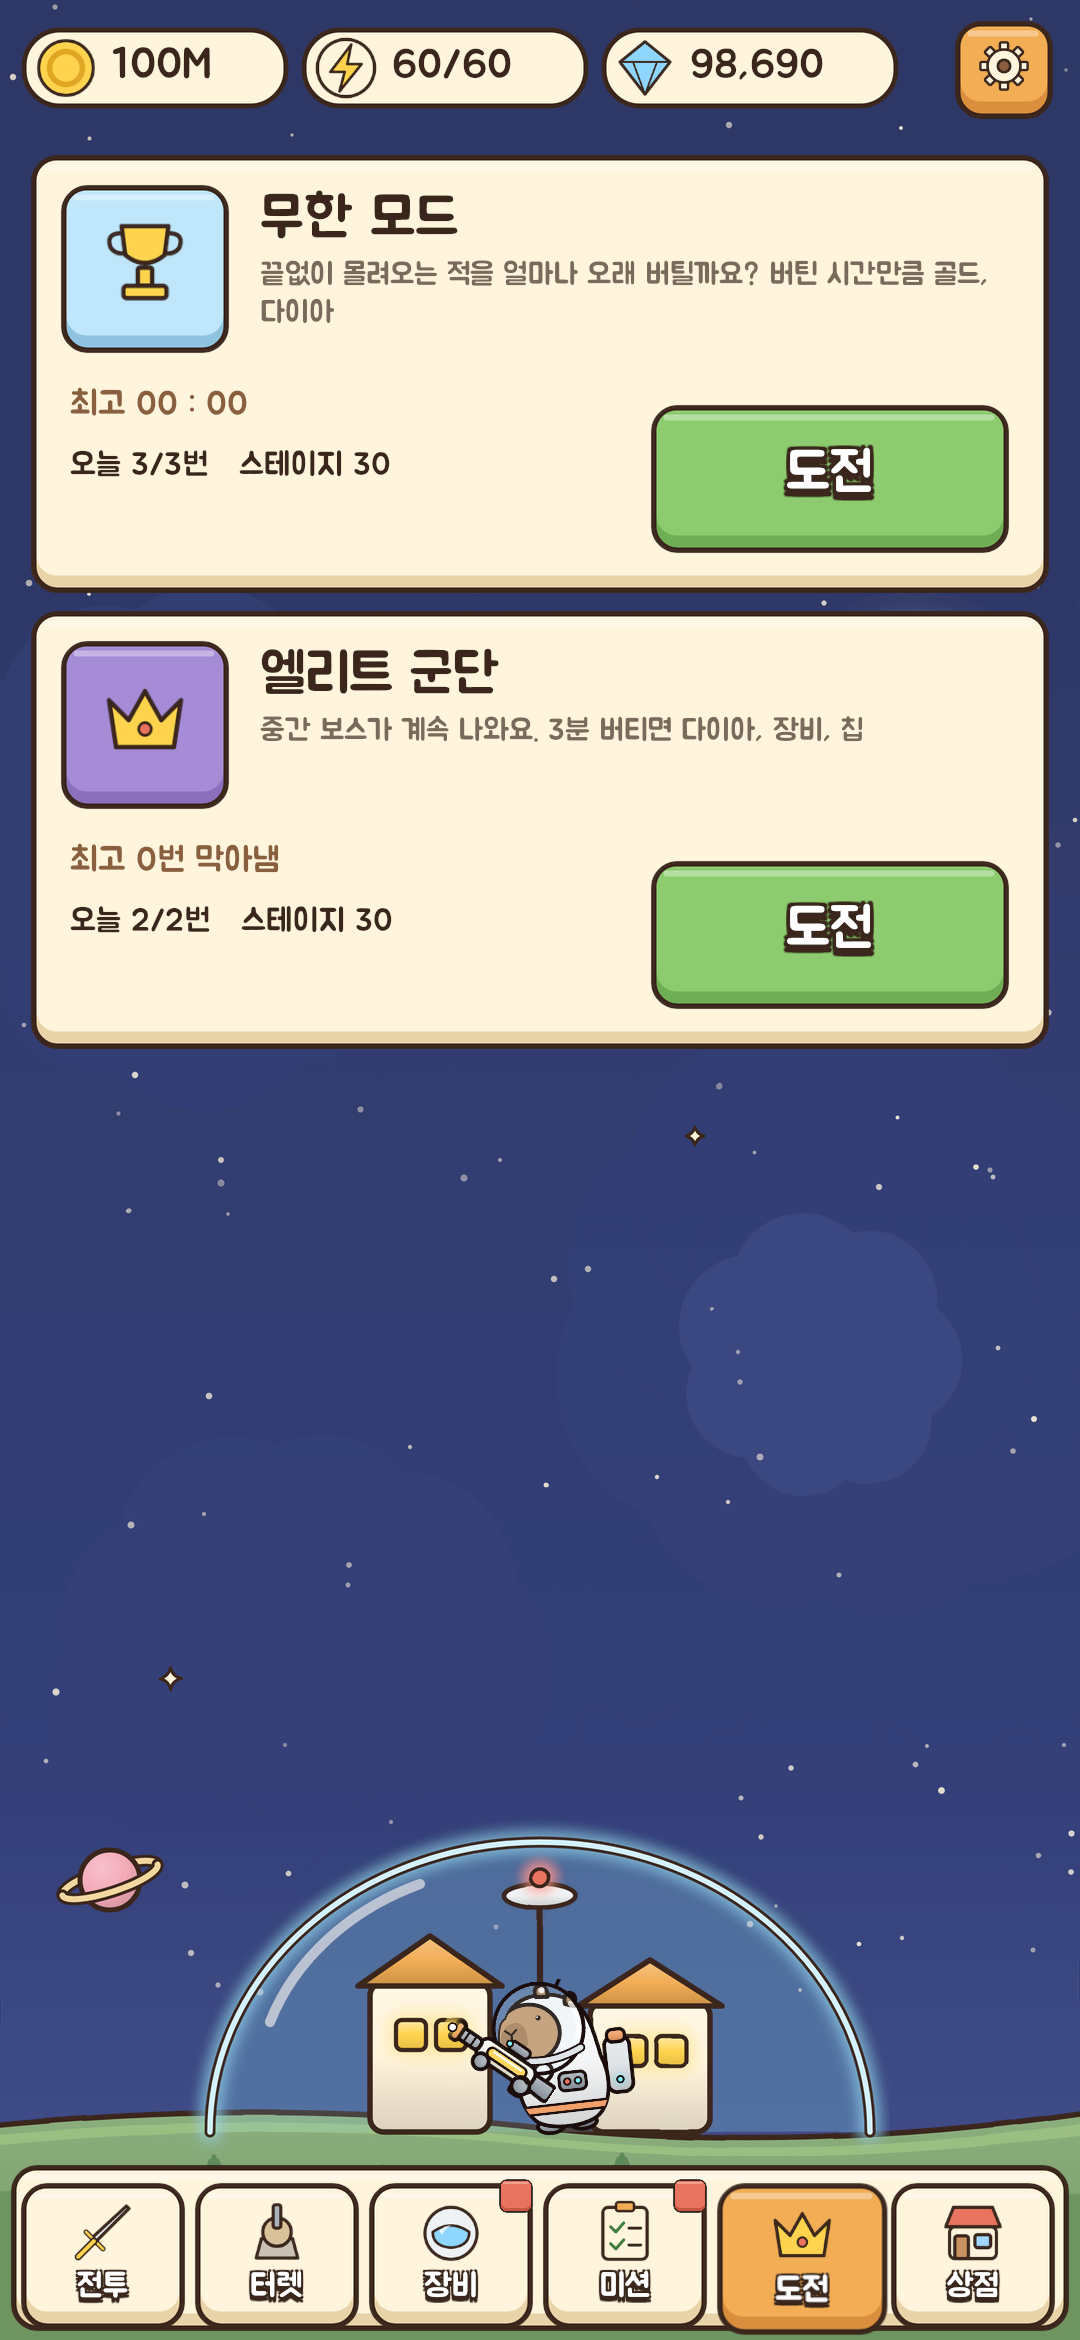 100M
60/60
98,690
무한 모드
끝없이 몰려오는 적을 얼마나 오래 버틸까요? 버틴 시간만큼 골드,
다이아
최고 00 : 00
오늘 3/3번 스테이지 30
도전
엘리트 군단
중간 보스가 계속 나와요. 3분 버티면 다이아, 장비, 칩
최고 0번 막아냄
오늘 2/2번 스테이지 30
도전
전투
터렛
장비
미션
도전
상점